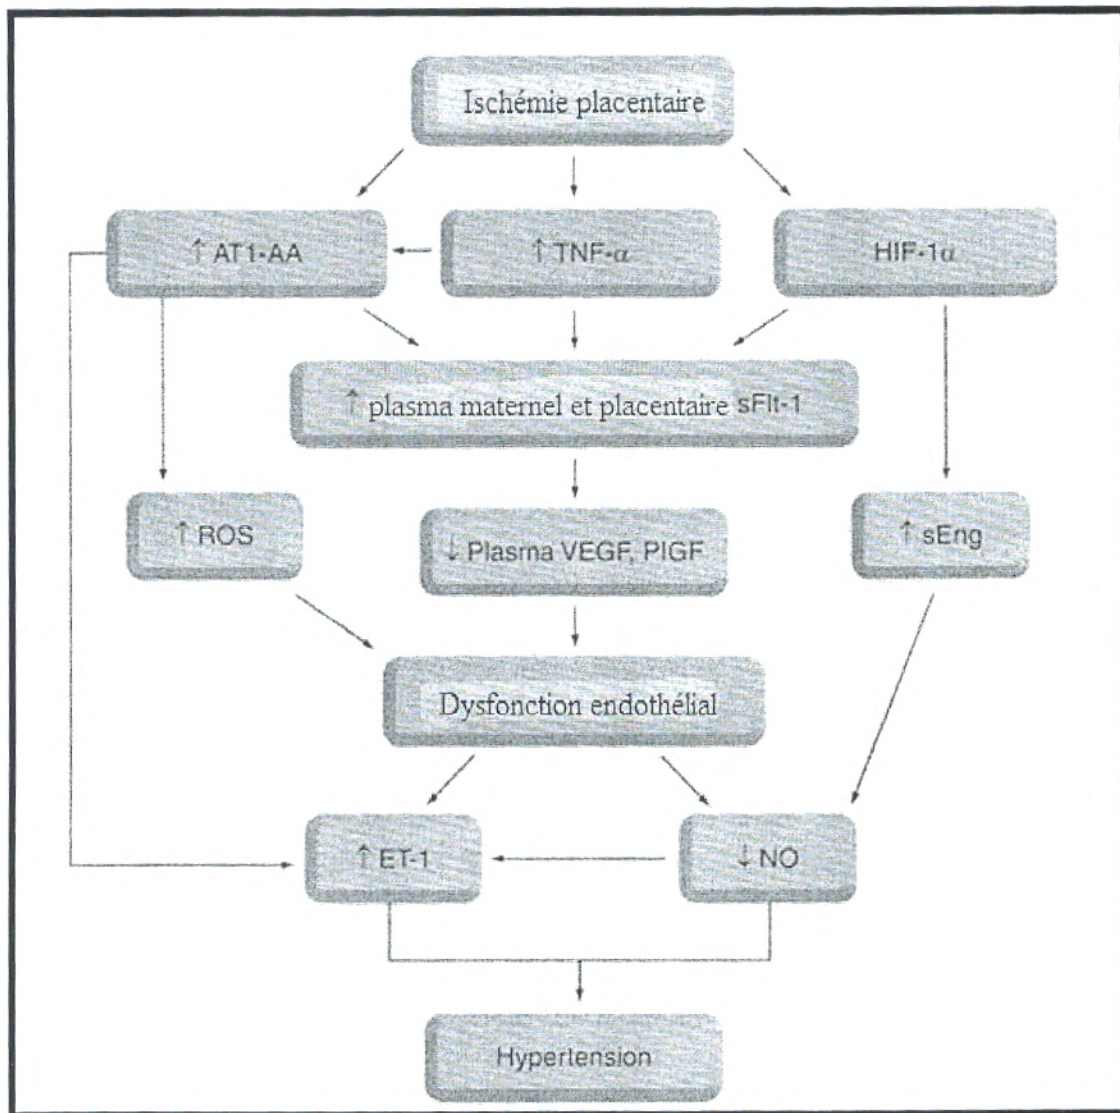 Ischémie placentaire
↑ AT1-AA
↑ TNF-α
HIF-1α
↑ plasma maternel et placentaire sFlt-1
↑ ROS
↓ Plasma VEGF, PlGF
↑ sEng
Dysfonction endothélial
↑ ET-1
↓ NO
Hypertension